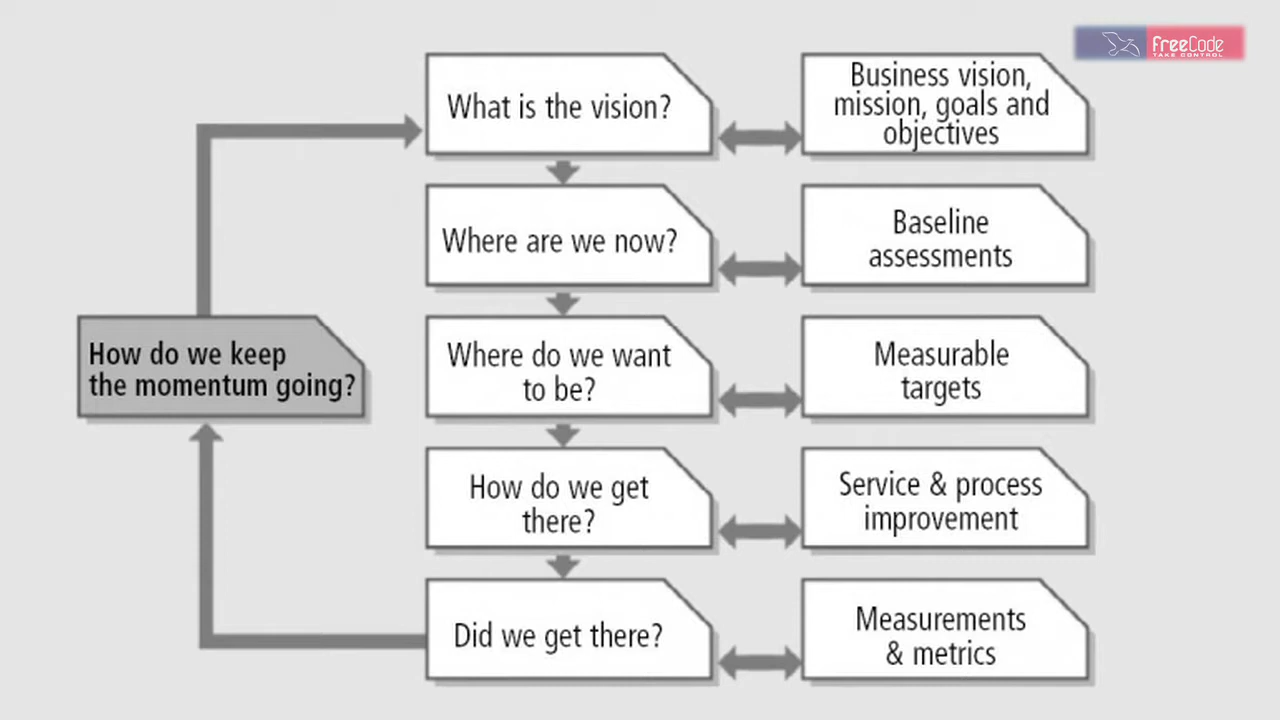 freeCode
TAKE CONTROL
What is the vision?
Business vision,
mission, goals and
objectives
Where are we now?
Baseline
assessments
How do we keep
the momentum going?
Where do we want
to be?
Measurable
targets
How do we get
there?
Service & process
improvement
Did we get there?
Measurements
& metrics